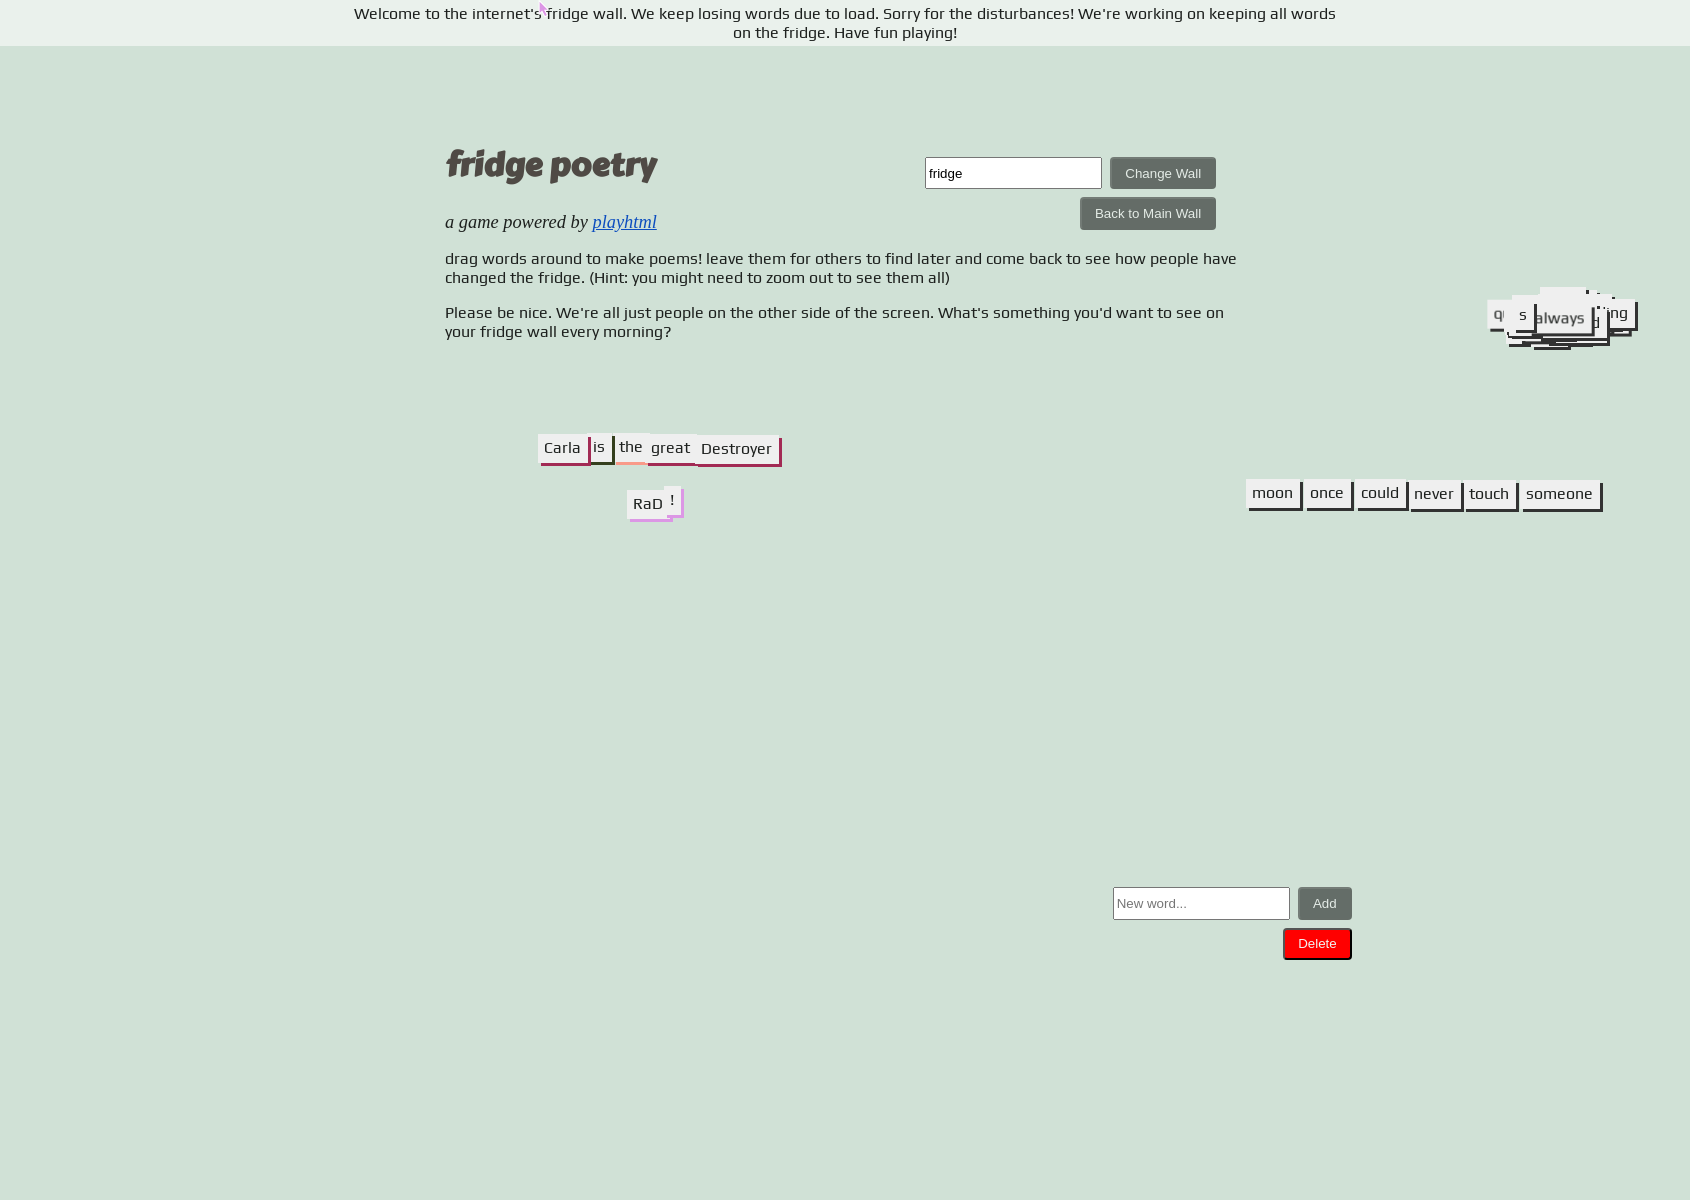 Welcome to the internet's fridge wall. We keep losing words due to load. Sorry for the disturbances! We're working on keeping all words
on the fridge. Have fun playing!
fridge poetry
fridge
Change Wall
Back to Main Wall
a game powered by playhtml
drag words around to make poems! leave them for others to find later and come back to see how people have
changed the fridge. (Hint: you might need to zoom out to see them all)
Please be nice. We're all just people on the other side of the screen. What's something you'd want to see on
your fridge wall every morning?
s always
Carla is the great Destroyer
RaD !
moon once could never touch someone
New word...
Add
Delete